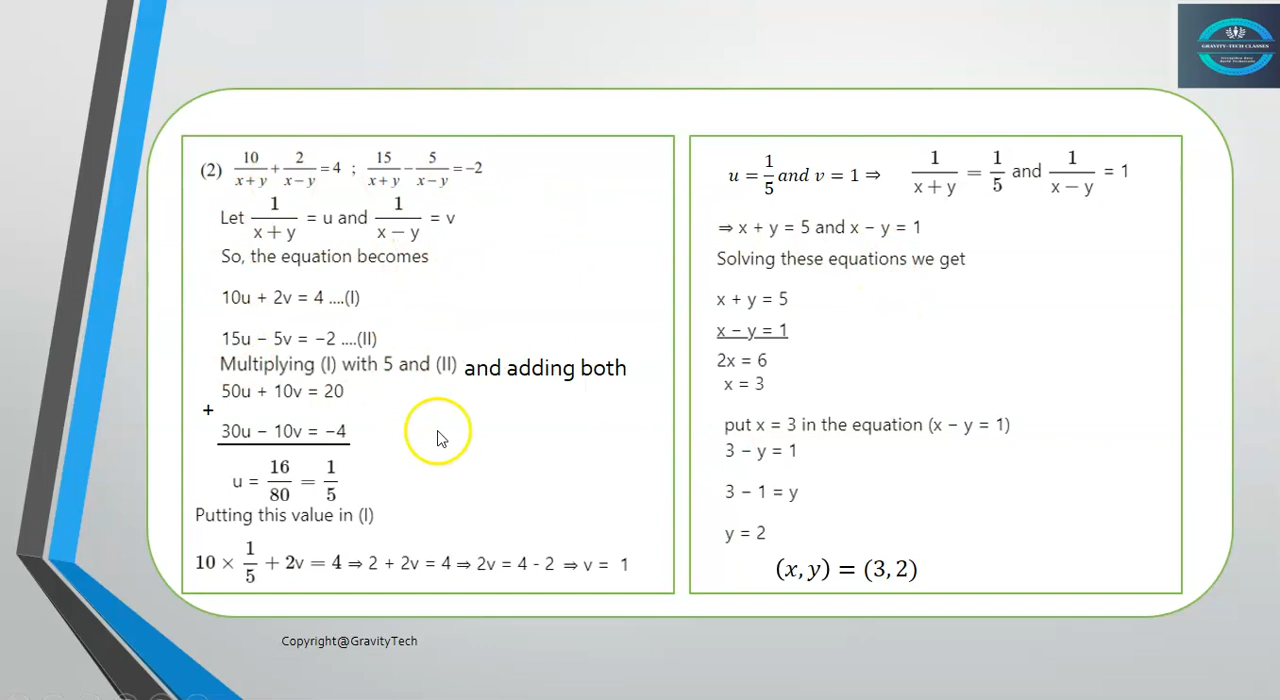 GRAVITY-TECH CLASSES
(2) 10/(x+y) + 2/(x−y) = 4 ; 15/(x+y) − 5/(x−y) = −2
Let 1/(x+y) = u and 1/(x−y) = v
So, the equation becomes
10u + 2v = 4 ....(I)
15u − 5v = −2 ....(II)
Multiplying (I) with 5 and (II) and adding both
50u + 10v = 20
+
30u − 10v = −4
u = 16/80 = 1/5
Putting this value in (I)
10 × 1/5 + 2v = 4 ⇒ 2 + 2v = 4 ⇒ 2v = 4 - 2 ⇒ v = 1
u = 1/5 and v = 1 ⇒ 1/(x+y) = 1/5 and 1/(x−y) = 1
⇒ x + y = 5 and x − y = 1
Solving these equations we get
x + y = 5
x − y = 1
2x = 6
x = 3
put x = 3 in the equation (x − y = 1)
3 − y = 1
3 − 1 = y
y = 2
(x, y) = (3, 2)
Copyright@GravityTech